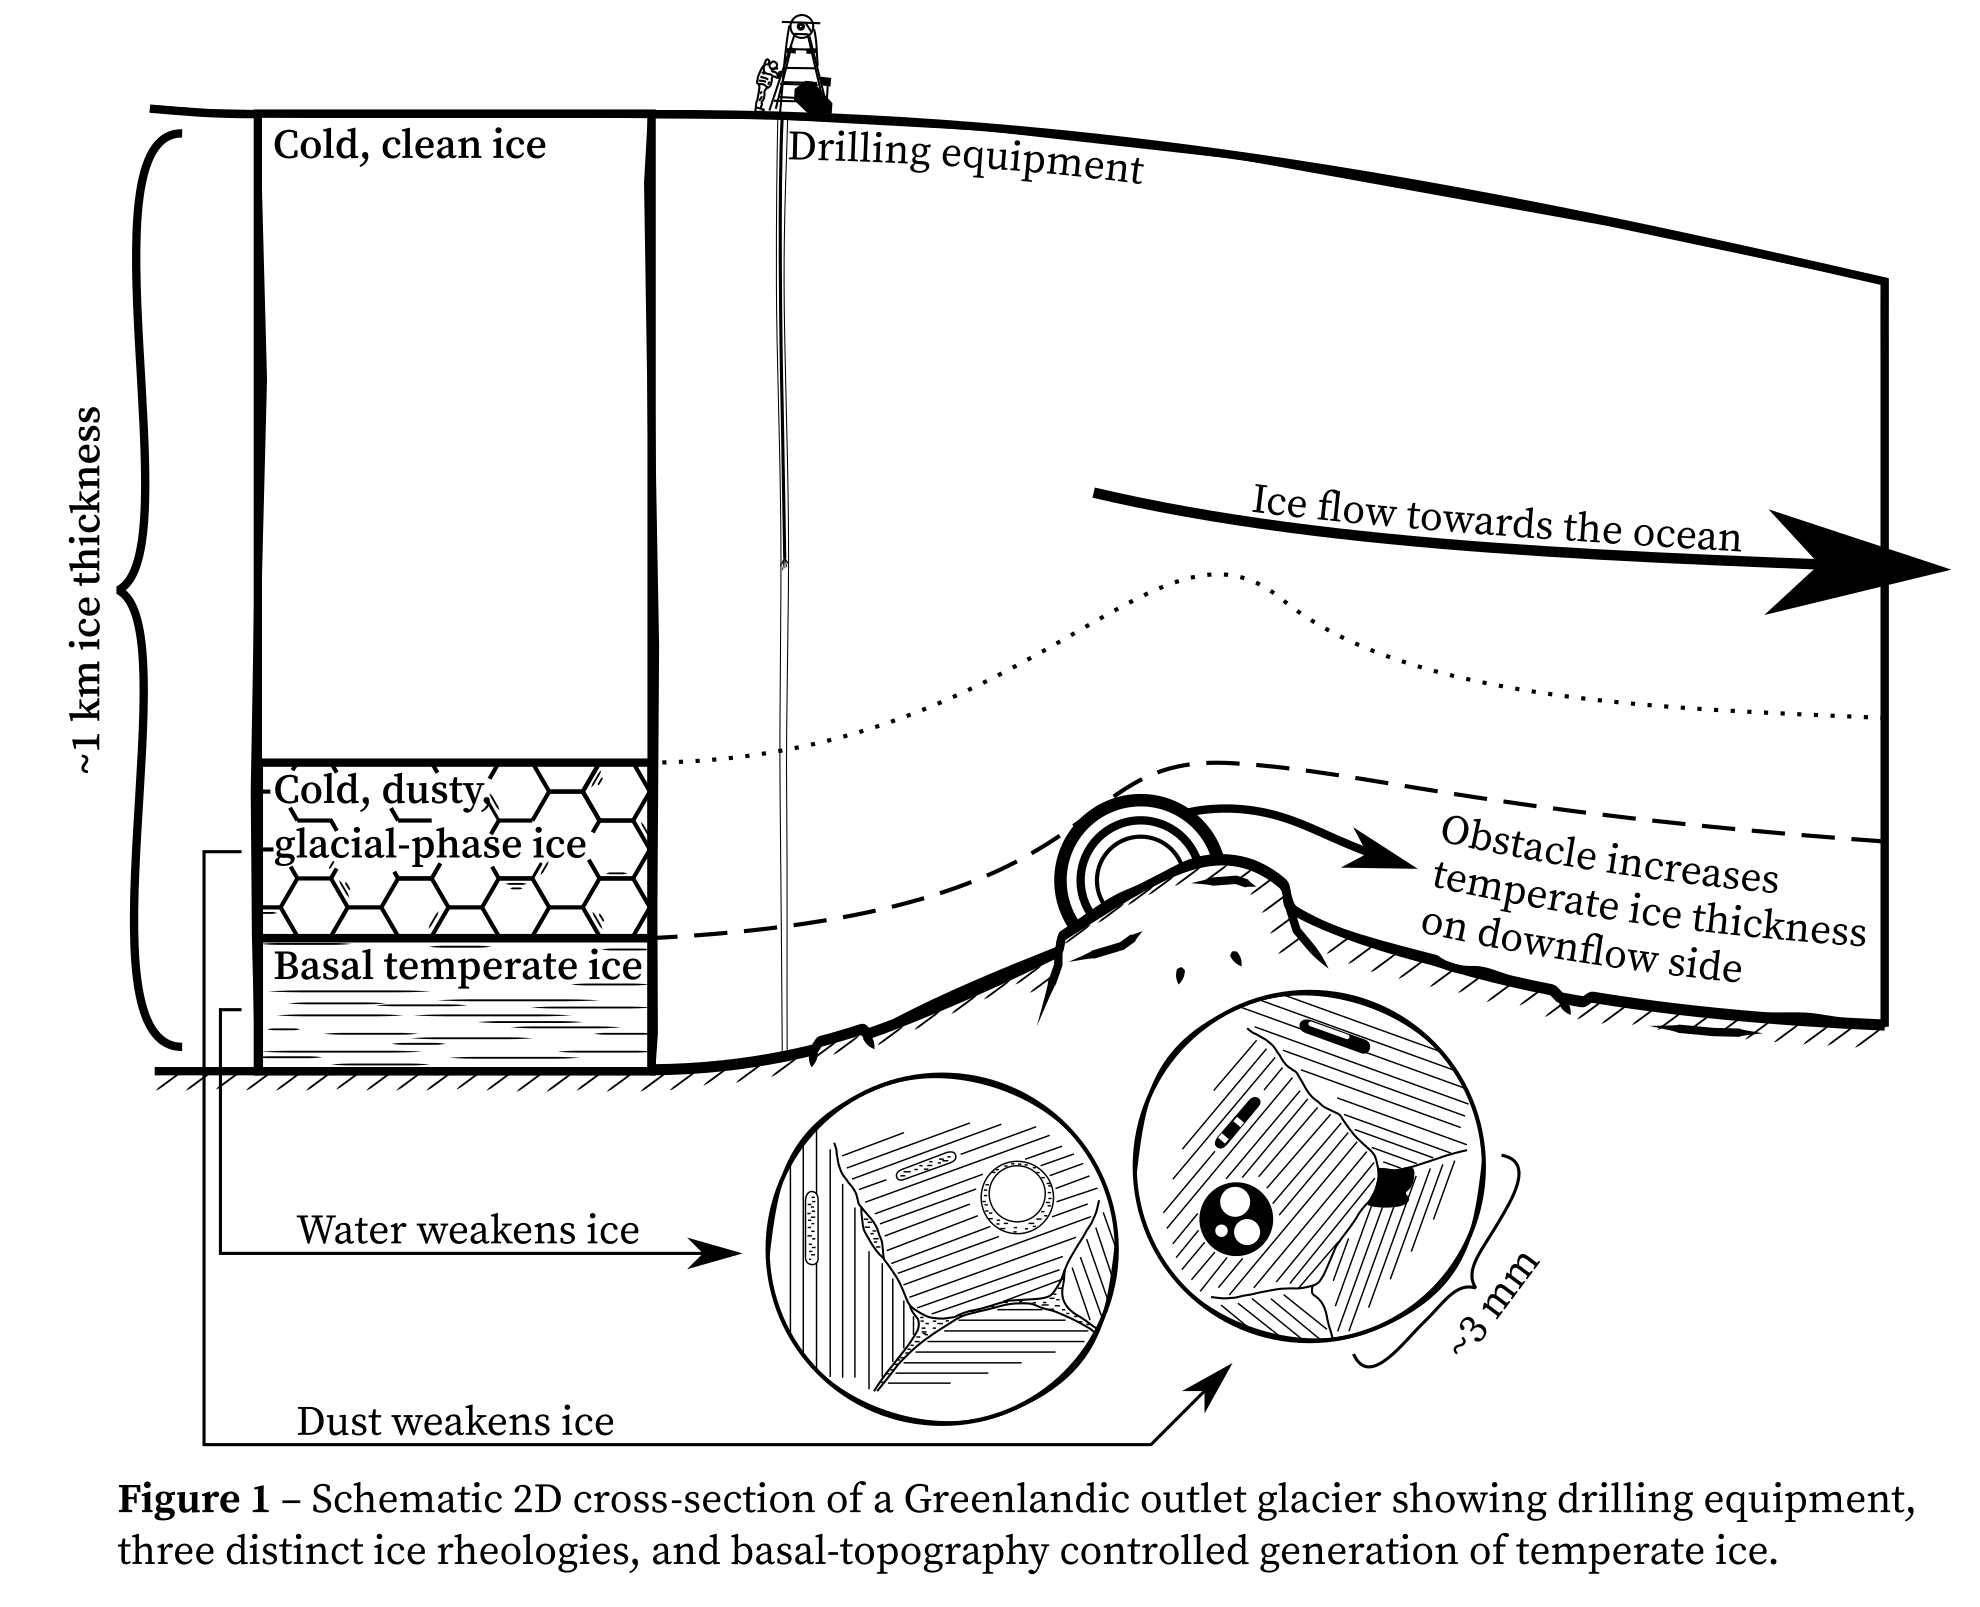 Cold, clean ice
Drilling equipment
~1 km ice thickness
Ice flow towards the ocean
Cold, dusty,
glacial-phase ice
Obstacle increases
temperate ice thickness
on downflow side
Basal temperate ice
Water weakens ice
~3 mm
Dust weakens ice
Figure 1 – Schematic 2D cross-section of a Greenlandic outlet glacier showing drilling equipment,
three distinct ice rheologies, and basal-topography controlled generation of temperate ice.